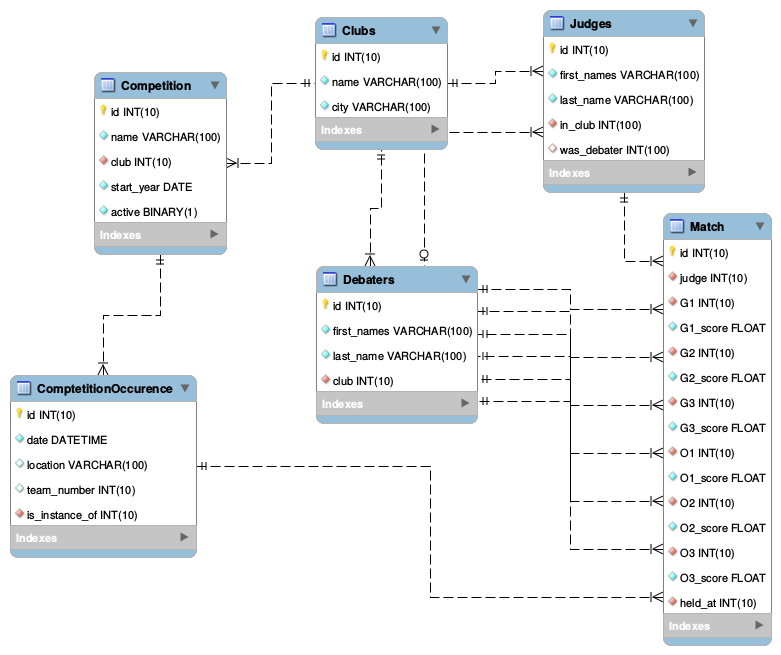 Clubs
id INT(10)
name VARCHAR(100)
city VARCHAR(100)
Indexes
Judges
id INT(10)
first_names VARCHAR(100)
last_name VARCHAR(100)
in_club INT(100)
was_debater INT(100)
Indexes
Competition
id INT(10)
name VARCHAR(100)
club INT(10)
start_year DATE
active BINARY(1)
Indexes
Match
id INT(10)
judge INT(10)
G1 INT(10)
G1_score FLOAT
G2 INT(10)
G2_score FLOAT
G3 INT(10)
G3_score FLOAT
O1 INT(10)
O1_score FLOAT
O2 INT(10)
O2_score FLOAT
O3 INT(10)
O3_score FLOAT
held_at INT(10)
Indexes
Debaters
id INT(10)
first_names VARCHAR(100)
last_name VARCHAR(100)
club INT(10)
Indexes
ComptetitionOccurence
id INT(10)
date DATETIME
location VARCHAR(100)
team_number INT(10)
is_instance_of INT(10)
Indexes